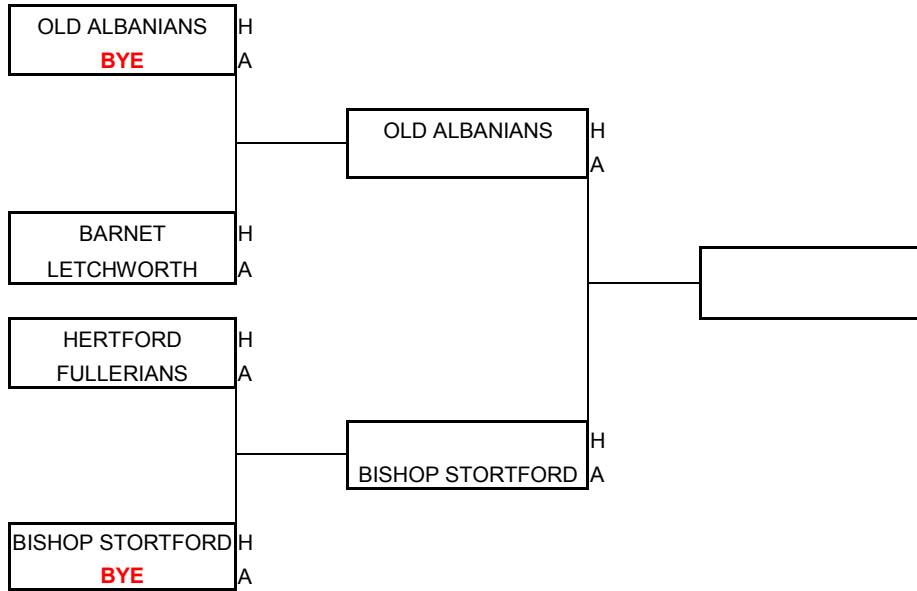 OLD ALBANIANS H
BYE A
OLD ALBANIANS H
A
BARNET H
LETCHWORTH A
HERTFORD H
FULLERIANS A
H
BISHOP STORTFORD A
BISHOP STORTFORD H
BYE A